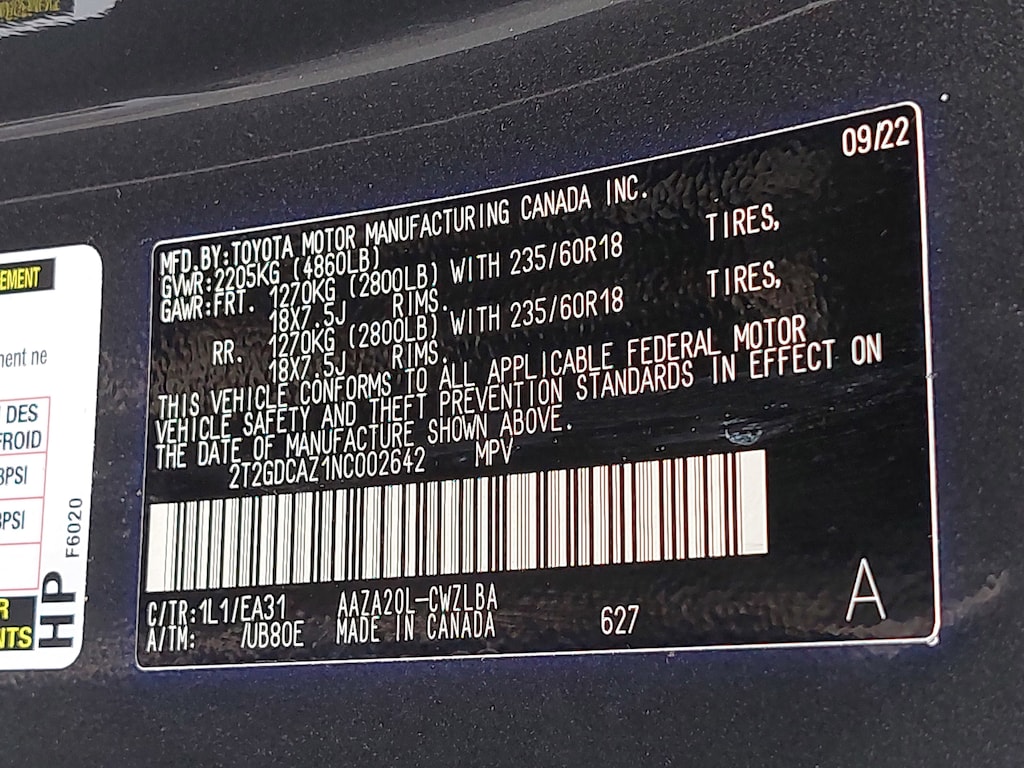 09/22
MFD.BY:TOYOTA MOTOR MANUFACTURING CANADA INC.
GVWR:2205KG (4860LB)
GAWR:FRT. 1270KG (2800LB) WITH 235/60R18 TIRES,
18X7.5J RIMS.
RR. 1270KG (2800LB) WITH 235/60R18 TIRES,
18X7.5J RIMS.
THIS VEHICLE CONFORMS TO ALL APPLICABLE FEDERAL MOTOR
VEHICLE SAFETY AND THEFT PREVENTION STANDARDS IN EFFECT ON
THE DATE OF MANUFACTURE SHOWN ABOVE.
2T2GDCAZ1NC002642 MPV
C/TR:1L1/EA31 AAZA20L-CWZLBA
A/TM: /UB80E MADE IN CANADA 627
A
EMENT
ment ne
DES
FROID
PSI
PSI
F6020
HP
R
NTS